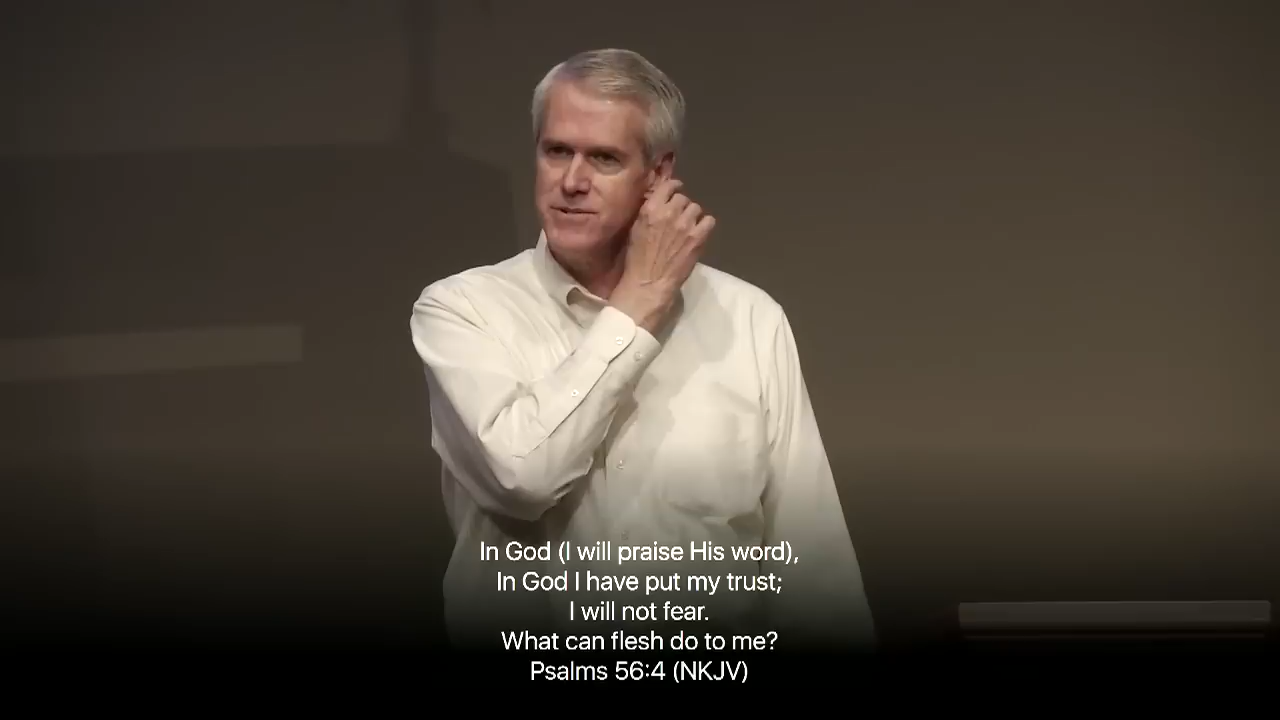 In God (I will praise His word),
In God I have put my trust;
I will not fear.
What can flesh do to me?
Psalms 56:4 (NKJV)